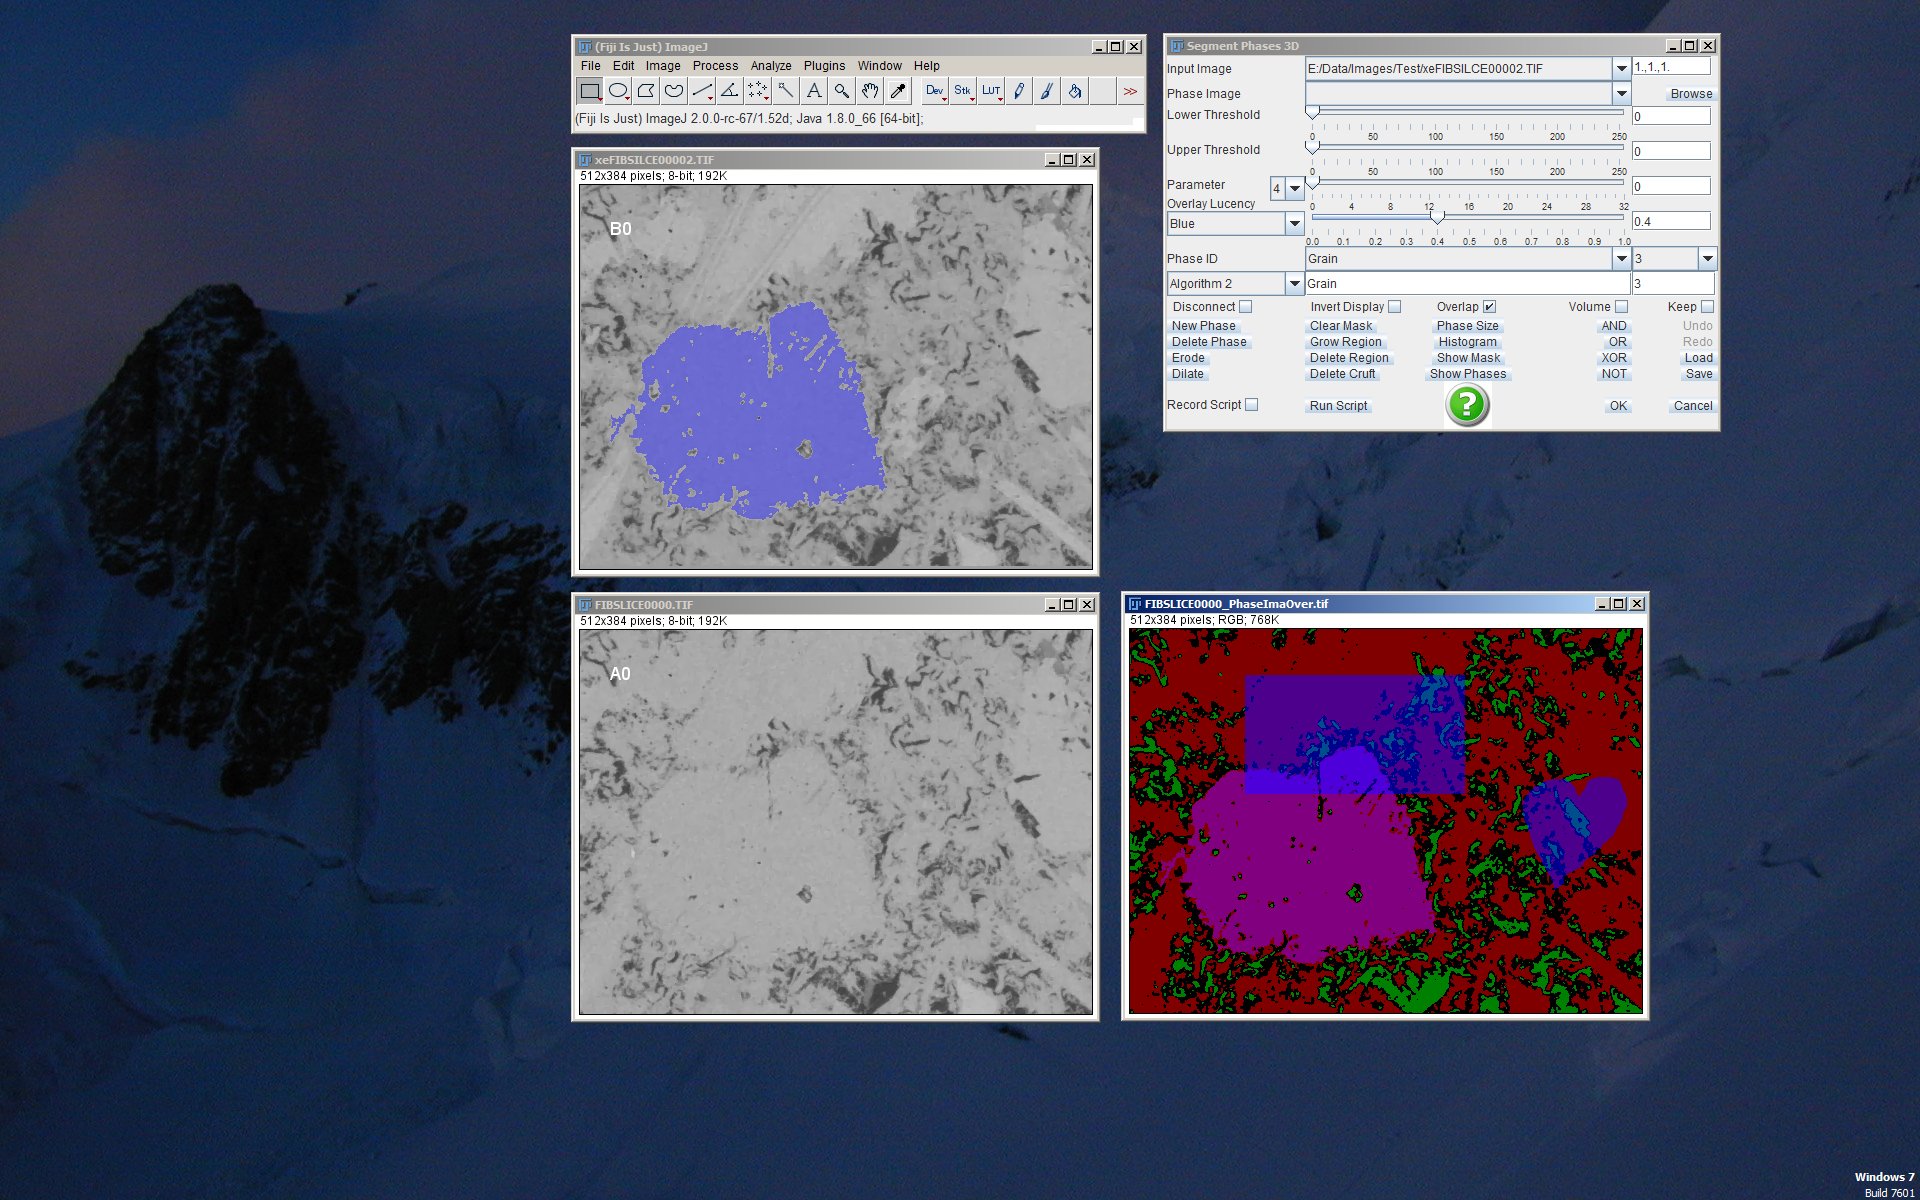 (Fiji Is Just) ImageJ
File Edit Image Process Analyze Plugins Window Help
A Dev Stk LUT >>
(Fiji Is Just) ImageJ 2.0.0-rc-67/1.52d; Java 1.8.0_66 [64-bit];
xeFIBSILCE00002.TIF
512x384 pixels; 8-bit; 192K
B0
FIBSLICE0000.TIF
512x384 pixels; 8-bit; 192K
A0
Segment Phases 3D
Input Image E:/Data/Images/Test/xeFIBSILCE00002.TIF 1.,1.,1.
Phase Image Browse
Lower Threshold 0
0 50 100 150 200 250
Upper Threshold 0
0 50 100 150 200 250
Parameter 4 0
Overlay Lucency 0 4 8 12 16 20 24 28 32
Blue 0.4
0.0 0.1 0.2 0.3 0.4 0.5 0.6 0.7 0.8 0.9 1.0
Phase ID Grain 3
Algorithm 2 Grain 3
Disconnect Invert Display Overlap Volume Keep
New Phase Clear Mask Phase Size AND Undo
Delete Phase Grow Region Histogram OR Redo
Erode Delete Region Show Mask XOR Load
Dilate Delete Cruft Show Phases NOT Save
Record Script Run Script ? OK Cancel
FIBSLICE0000_PhaseImaOver.tif
512x384 pixels; RGB; 768K
Windows 7
Build 7601